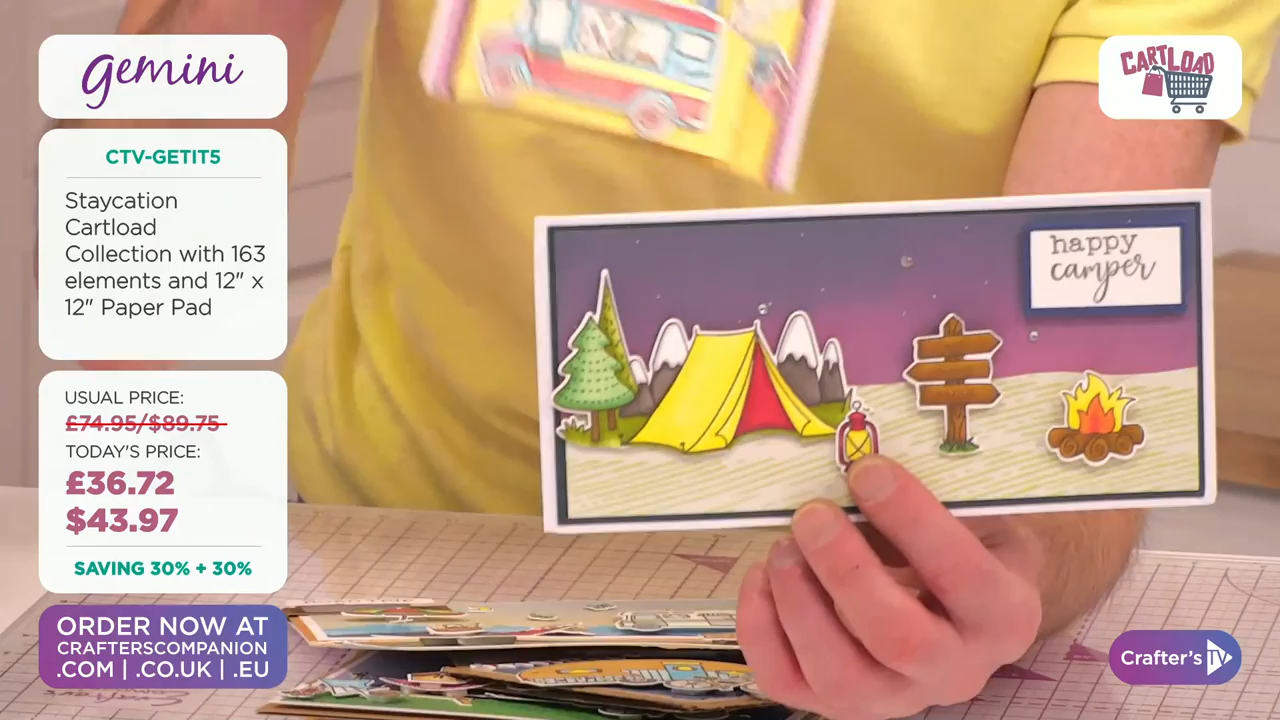 gemini
CTV-GETIT5
Staycation
Cartload
Collection with 163
elements and 12" x
12" Paper Pad
USUAL PRICE:
£74.95/$89.75
TODAY'S PRICE:
£36.72
$43.97
SAVING 30% + 30%
ORDER NOW AT
CRAFTERSCOMPANION
.COM | .CO.UK | .EU
CARTLOAD
happy
camper
Crafter's TV